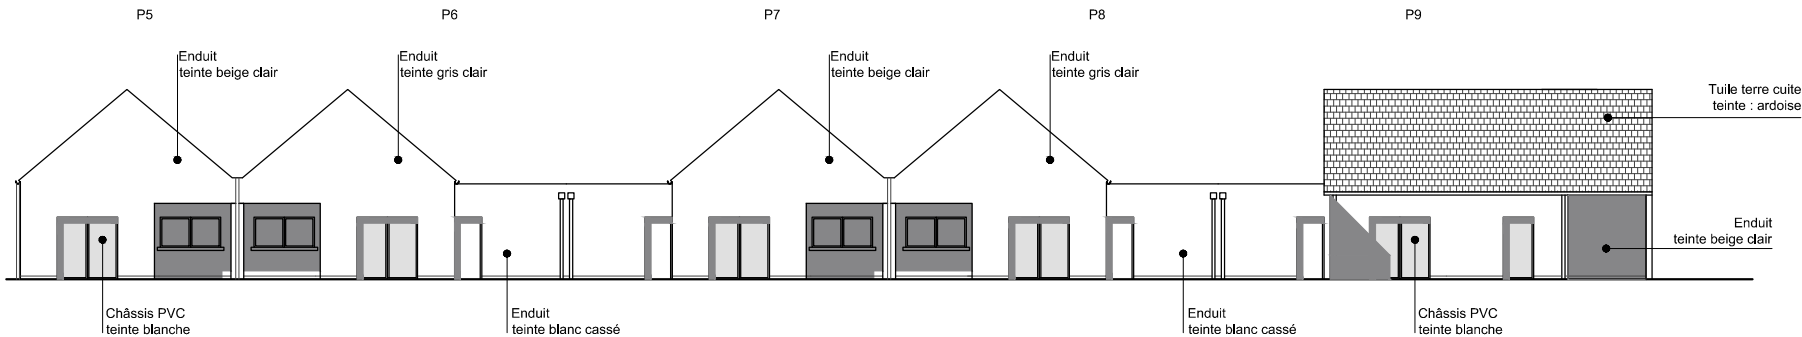 P5
P6
P7
P8
P9
Enduit
teinte beige clair
Enduit
teinte gris clair
Enduit
teinte beige clair
Enduit
teinte gris clair
Tuile terre cuite
teinte : ardoise
Enduit
teinte beige clair
Châssis PVC
teinte blanche
Enduit
teinte blanc cassé
Enduit
teinte blanc cassé
Châssis PVC
teinte blanche